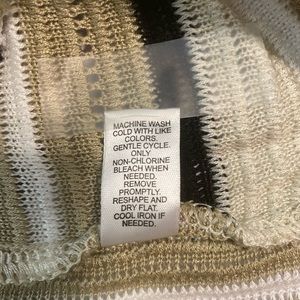 MACHINE WASH
COLD WITH LIKE
COLORS.
GENTLE CYCLE.
ONLY
NON-CHLORINE
BLEACH WHEN
NEEDED.
REMOVE
PROMPTLY.
RESHAPE AND
DRY FLAT.
COOL IRON IF
NEEDED.